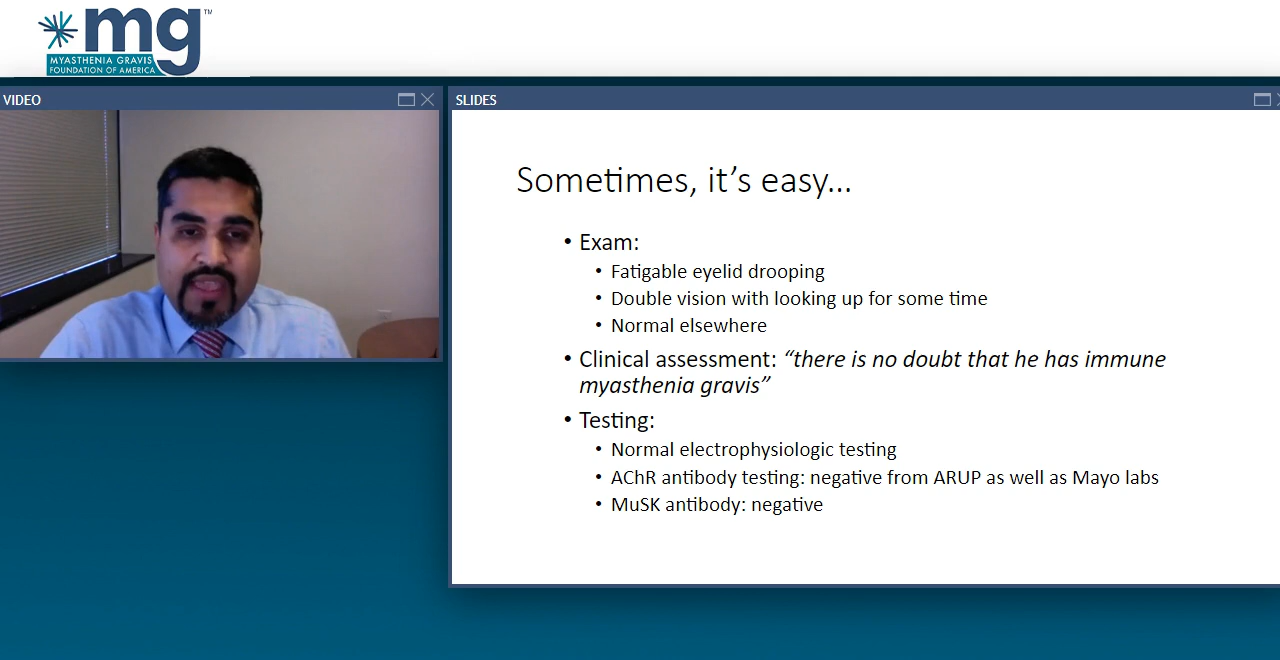 mg™
MYASTHENIA GRAVIS
FOUNDATION OF AMERICA
VIDEO
SLIDES
Sometimes, it’s easy…
• Exam:
• Fatigable eyelid drooping
• Double vision with looking up for some time
• Normal elsewhere
• Clinical assessment: “there is no doubt that he has immune
myasthenia gravis”
• Testing:
• Normal electrophysiologic testing
• AChR antibody testing: negative from ARUP as well as Mayo labs
• MuSK antibody: negative